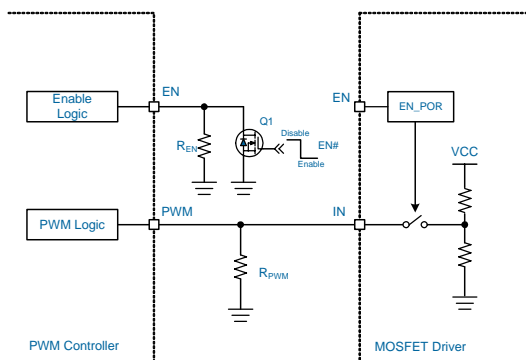 Enable
Logic
EN
EN
EN_POR
Q1
R_EN
Disable
EN#
Enable
VCC
PWM Logic
PWM
IN
R_PWM
PWM Controller
MOSFET Driver